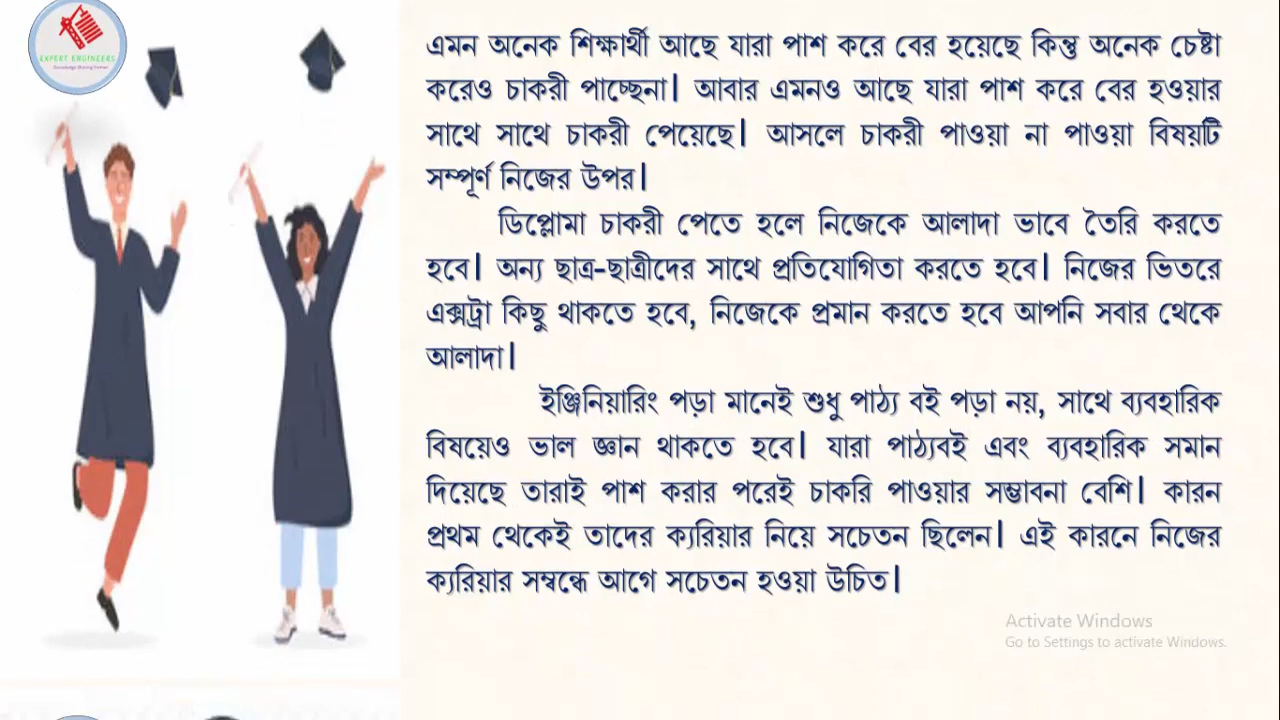 EXPERT ENGINEERS
এমন অনেক শিক্ষার্থী আছে যারা পাশ করে বের হয়েছে কিন্তু অনেক চেষ্টা
করেও চাকরী পাচ্ছেনা। আবার এমনও আছে যারা পাশ করে বের হওয়ার
সাথে সাথে চাকরী পেয়েছে। আসলে চাকরী পাওয়া না পাওয়া বিষয়টি
সম্পূর্ণ নিজের উপর।
ডিপ্লোমা চাকরী পেতে হলে নিজেকে আলাদা ভাবে তৈরি করতে
হবে। অন্য ছাত্র-ছাত্রীদের সাথে প্রতিযোগিতা করতে হবে। নিজের ভিতরে
এক্সট্রা কিছু থাকতে হবে, নিজেকে প্রমান করতে হবে আপনি সবার থেকে
আলাদা।
ইঞ্জিনিয়ারিং পড়া মানেই শুধু পাঠ্য বই পড়া নয়, সাথে ব্যবহারিক
বিষয়েও ভাল জ্ঞান থাকতে হবে। যারা পাঠ্যবই এবং ব্যবহারিক সমান
দিয়েছে তারাই পাশ করার পরেই চাকরি পাওয়ার সম্ভাবনা বেশি। কারন
প্রথম থেকেই তাদের ক্যরিয়ার নিয়ে সচেতন ছিলেন। এই কারনে নিজের
ক্যরিয়ার সম্বন্ধে আগে সচেতন হওয়া উচিত।
Activate Windows
Go to Settings to activate Windows.